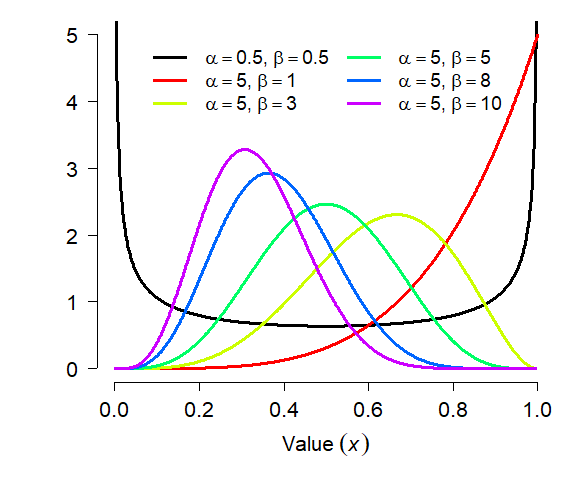 5
4
3
2
1
0
α = 0.5, β = 0.5
α = 5, β = 1
α = 5, β = 3
α = 5, β = 5
α = 5, β = 8
α = 5, β = 10
0.0 0.2 0.4 0.6 0.8 1.0
Value (x)